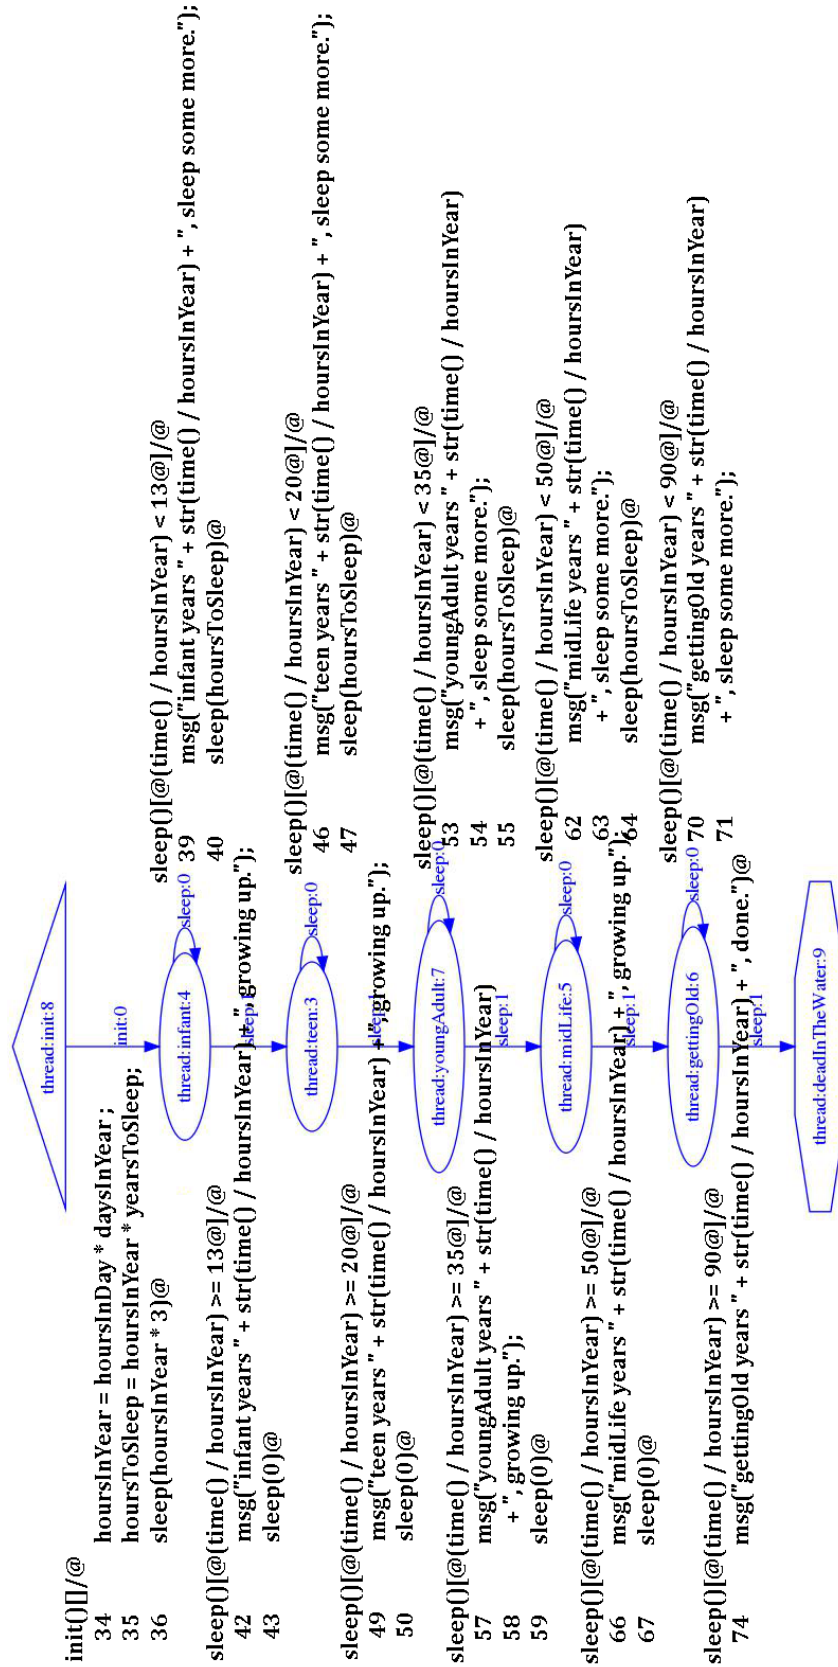 init()[]/@
34 hoursInYear = hoursInDay * daysInYear ;
35 hoursToSleep = hoursInYear * yearsToSleep;
36 sleep(hoursInYear * 3)@
thread:init:8
init:0
sleep()[@(time() / hoursInYear) < 13@]/@
39 msg("infant years " + str(time() / hoursInYear) + ", sleep some more.");
40 sleep(hoursToSleep)@
thread:infant:4
sleep:0
sleep()[@(time() / hoursInYear) >= 13@]/@
42 msg("infant years " + str(time() / hoursInYear) + ", growing up.");
43 sleep(0)@
sleep:1
sleep()[@(time() / hoursInYear) < 20@]/@
46 msg("teen years " + str(time() / hoursInYear) + ", sleep some more.");
47 sleep(hoursToSleep)@
thread:teen:3
sleep:0
sleep()[@(time() / hoursInYear) >= 20@]/@
49 msg("teen years " + str(time() / hoursInYear) + ", growing up.");
50 sleep(0)@
sleep:1
sleep()[@(time() / hoursInYear) < 35@]/@
53 msg("youngAdult years " + str(time() / hoursInYear)
54 + ", sleep some more.");
55 sleep(hoursToSleep)@
thread:youngAdult:7
sleep:0
sleep()[@(time() / hoursInYear) >= 35@]/@
57 msg("youngAdult years " + str(time() / hoursInYear)
58 + ", growing up.");
59 sleep(0)@
sleep:1
sleep()[@(time() / hoursInYear) < 50@]/@
62 msg("midLife years " + str(time() / hoursInYear)
63 + ", sleep some more.");
64 sleep(hoursToSleep)@
thread:midLife:5
sleep:0
sleep()[@(time() / hoursInYear) >= 50@]/@
66 msg("midLife years " + str(time() / hoursInYear) + ", growing up.");
67 sleep(0)@
sleep:1
sleep()[@(time() / hoursInYear) < 90@]/@
70 msg("gettingOld years " + str(time() / hoursInYear)
71 + ", sleep some more.");
thread:gettingOld:6
sleep:0
sleep()[@(time() / hoursInYear) >= 90@]/@
74 msg("gettingOld years " + str(time() / hoursInYear) + ", done.")@
sleep:1
thread:deadInTheWater:9